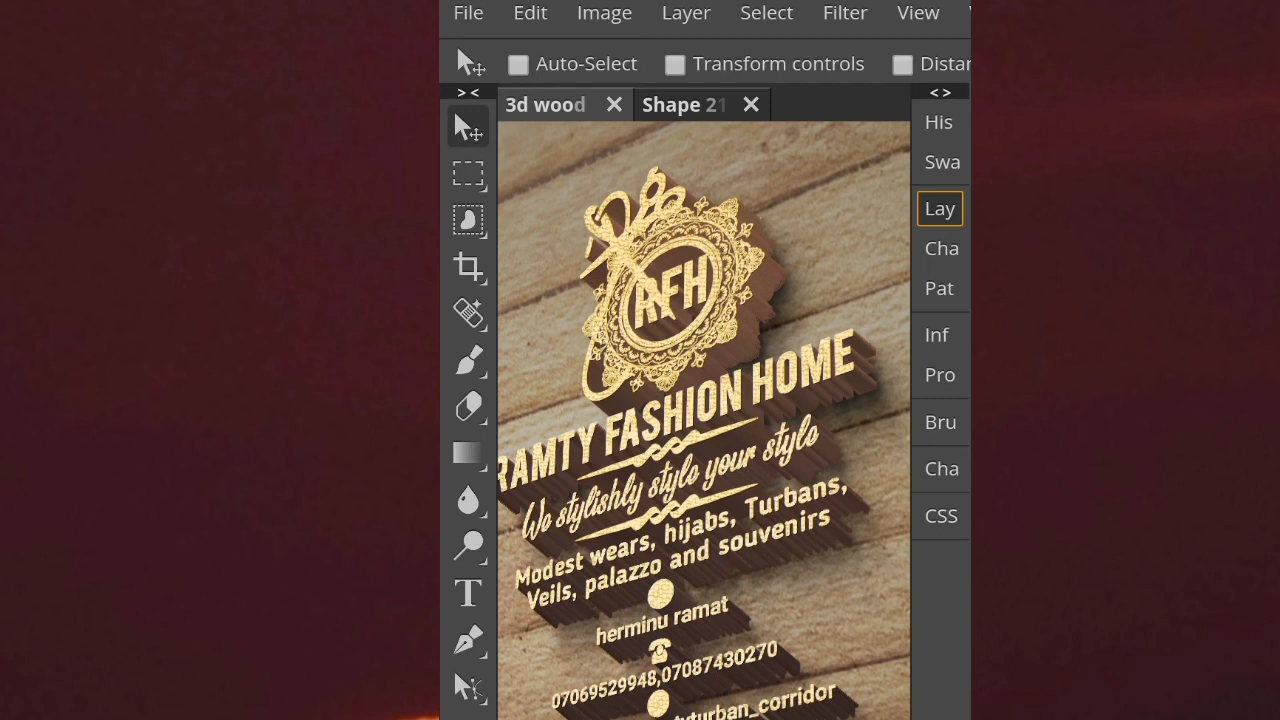 File Edit Image Layer Select Filter View
Auto-Select Transform controls Distan
> < < >
3d wood Shape 21
His
Swa
Lay
Cha
Pat
Inf
Pro
Bru
Cha
CSS
RFH
RAMTY FASHION HOME
We stylishly style your style
Modest wears, hijabs, Turbans,
Veils, palazzo and souvenirs
herminu ramat
07069529948,07087430270
turban_corridor
T